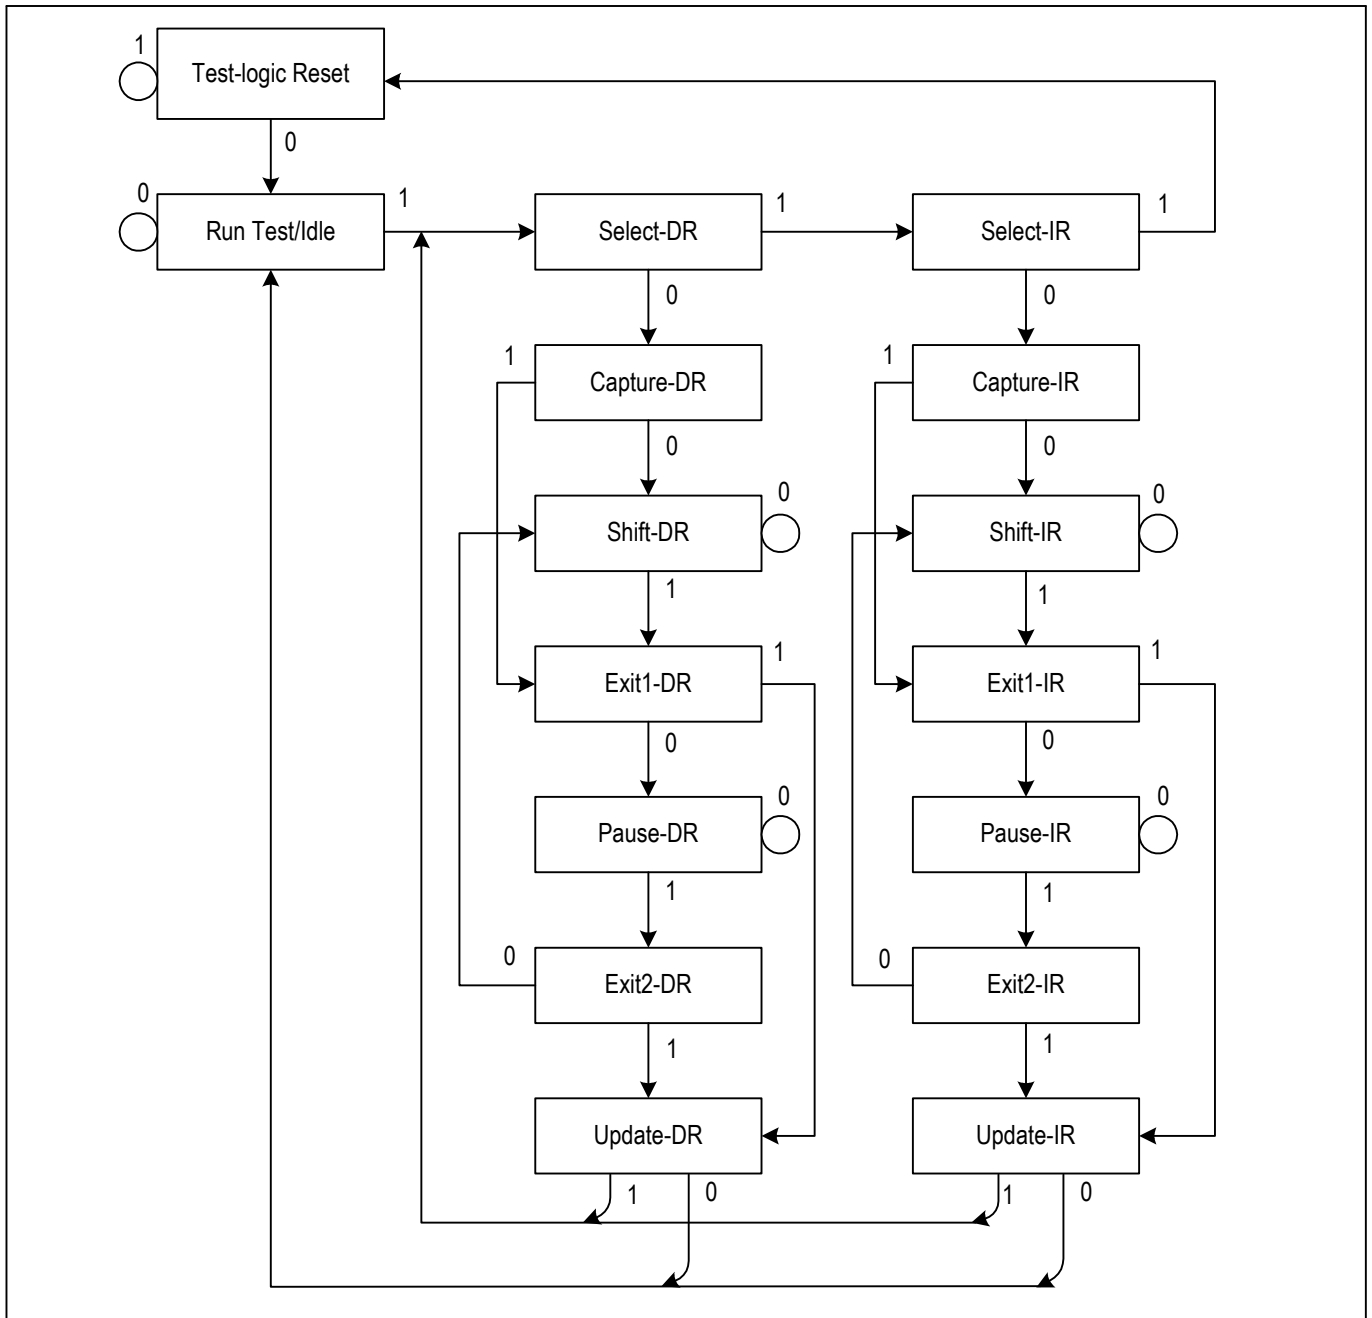 1
Test-logic Reset
0
0
Run Test/Idle
1
Select-DR
1
Select-IR
1
0
0
1
Capture-DR
1
Capture-IR
0
0
Shift-DR
0
Shift-IR
0
1
1
Exit1-DR
1
Exit1-IR
1
0
0
Pause-DR
0
Pause-IR
0
1
1
0
Exit2-DR
0
Exit2-IR
1
1
Update-DR
Update-IR
1
0
1
0